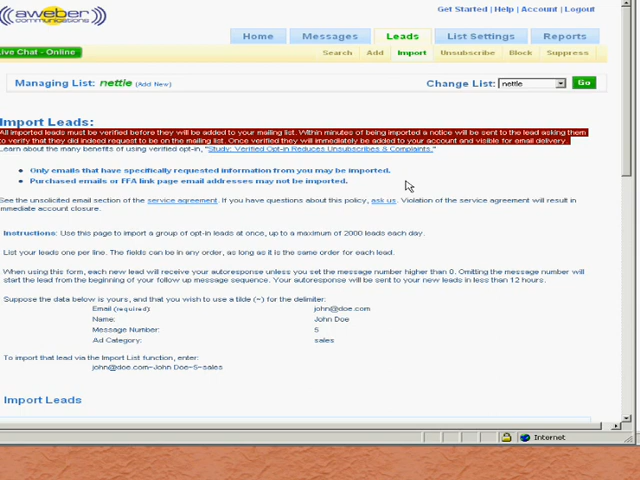 aweber
communications
Get Started | Help | Account | Logout
Home Messages Leads List Settings Reports
Live Chat - Online
Search Add Import Unsubscribe Block Suppress
Managing List: nettle (Add New)
Change List: nettle Go
Import Leads:
All imported leads must be verified before they will be added to your mailing list. Within minutes of being imported a notice will be sent to the lead asking them
to verify that they did indeed request to be on the mailing list. Once verified they will immediately be added to your account and visible for email delivery.
Learn about the many benefits of using verified opt-in, "Study: Verified Opt-in Reduces Unsubscribes & Complaints."
Only emails that have specifically requested information from you may be imported.
Purchased emails or FFA link page email addresses may not be imported.
See the unsolicited email section of the service agreement. If you have questions about this policy, ask us. Violation of the service agreement will result in
immediate account closure.
Instructions: Use this page to import a group of opt-in leads at once, up to a maximum of 2000 leads each day.
List your leads one per line. The fields can be in any order, as long as it is the same order for each lead.
When using this form, each new lead will receive your autoresponse unless you set the message number higher than 0. Omitting the message number will
start the lead from the beginning of your follow up message sequence. Your autoresponse will be sent to your new leads in less than 12 hours.
Suppose the data below is yours, and that you wish to use a tilde (~) for the delimiter:
Email (required): john@doe.com
Name: John Doe
Message Number: 5
Ad Category: sales
To import that lead via the Import List function, enter:
john@doe.com~John Doe~5~sales
Import Leads
Internet